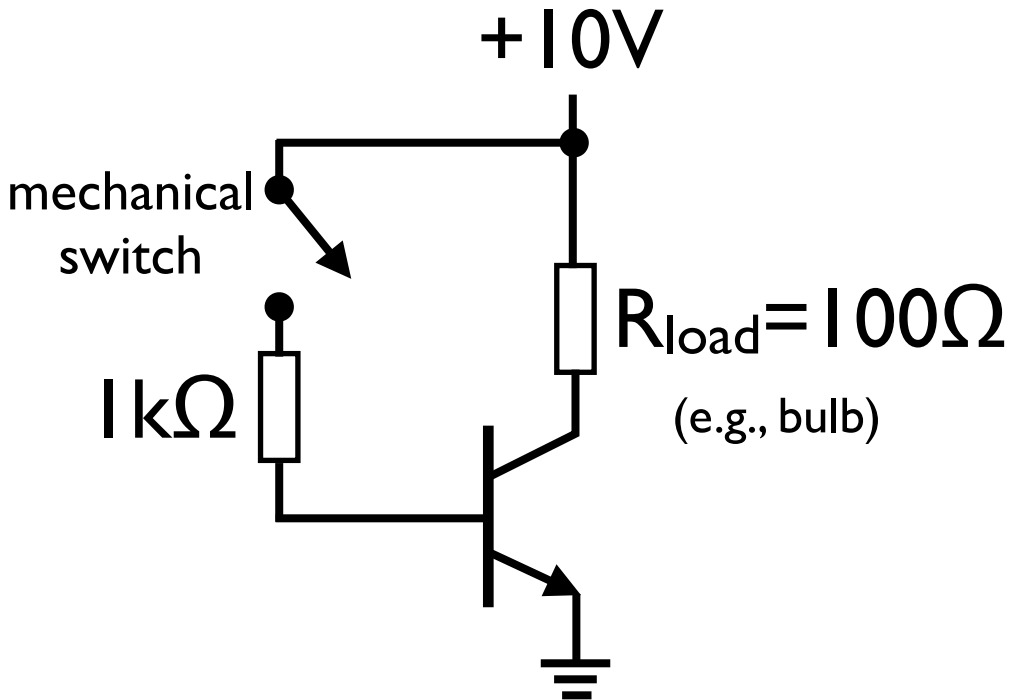 +10V
mechanical
switch
Rload=100Ω
1kΩ
(e.g., bulb)